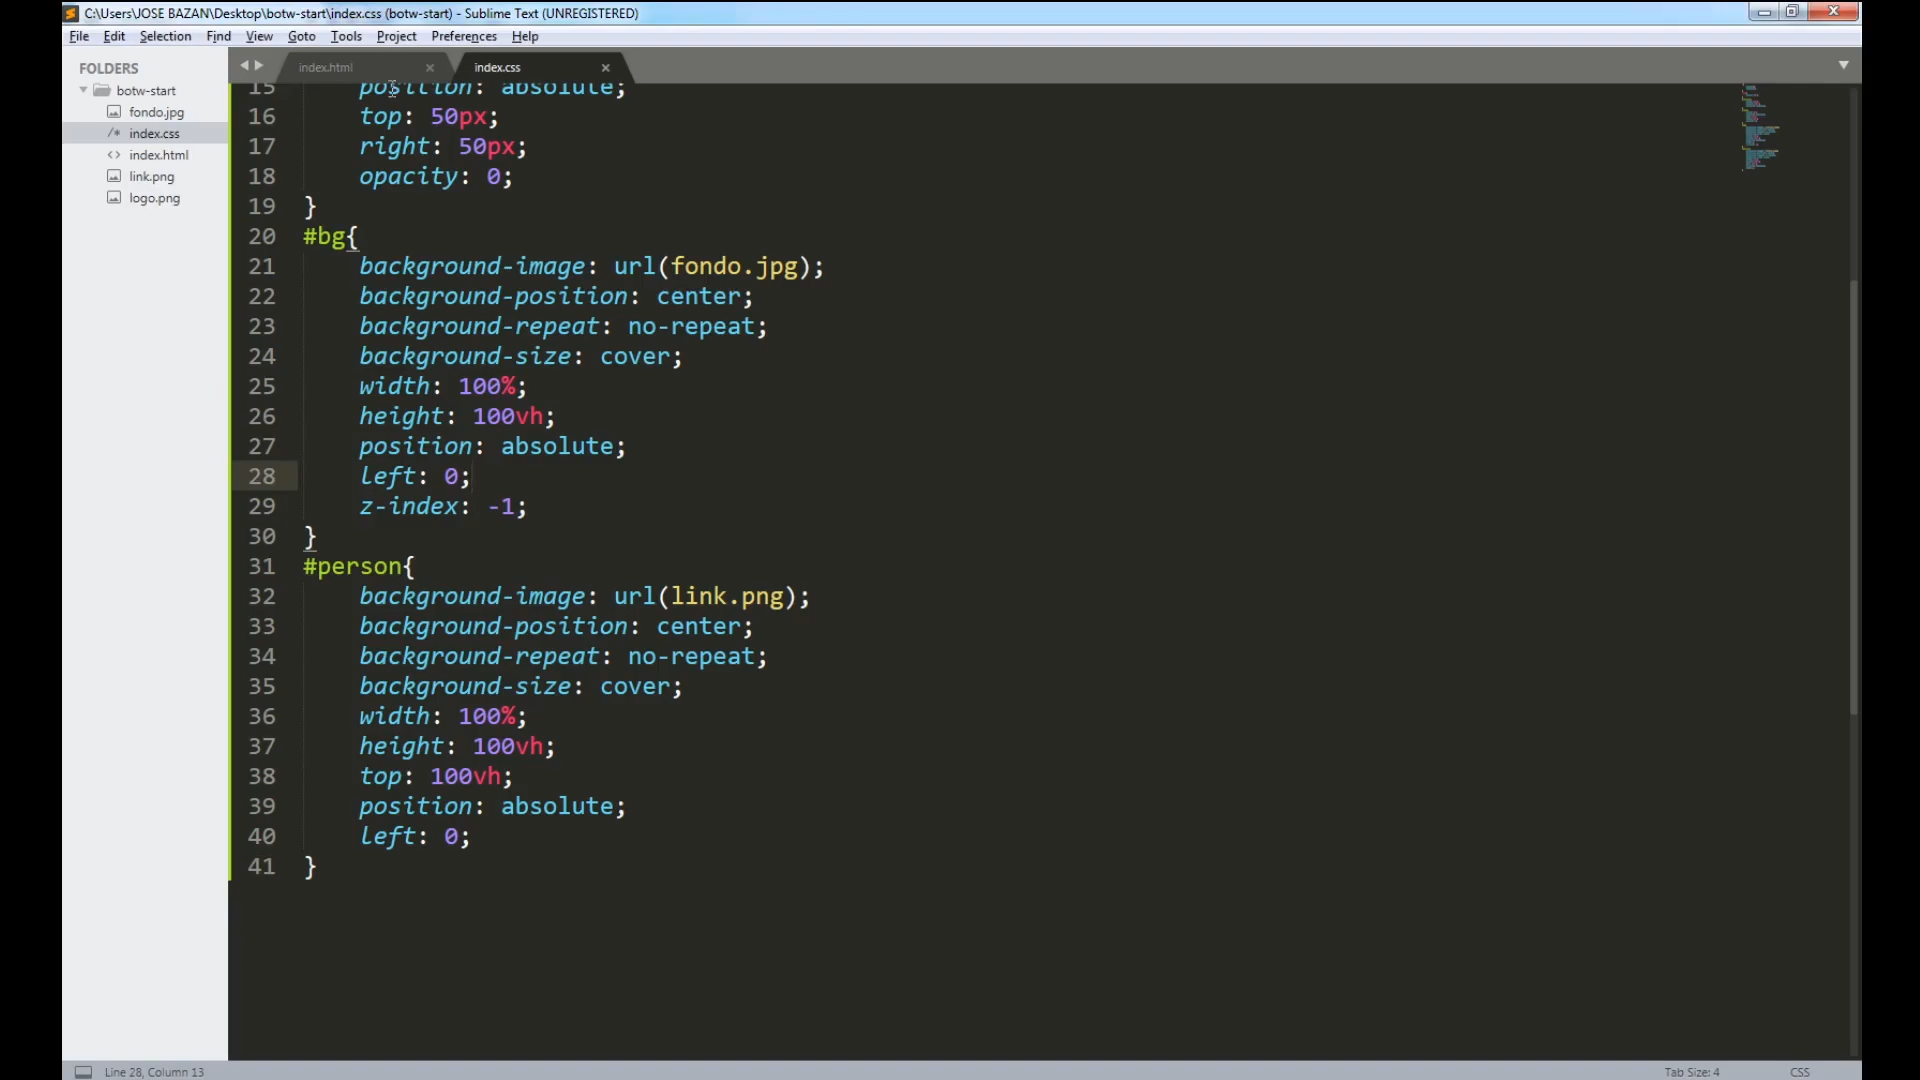 C:\Users\JOSE BAZAN\Desktop\botw-start\index.css (botw-start) - Sublime Text (UNREGISTERED)
File Edit Selection Find View Goto Tools Project Preferences Help
FOLDERS
botw-start
fondo.jpg
/* index.css
<> index.html
link.png
logo.png
index.html × index.css ×
15 position: absolute;
16 top: 50px;
17 right: 50px;
18 opacity: 0;
19 }
20 #bg{
21 background-image: url(fondo.jpg);
22 background-position: center;
23 background-repeat: no-repeat;
24 background-size: cover;
25 width: 100%;
26 height: 100vh;
27 position: absolute;
28 left: 0;
29 z-index: -1;
30 }
31 #person{
32 background-image: url(link.png);
33 background-position: center;
34 background-repeat: no-repeat;
35 background-size: cover;
36 width: 100%;
37 height: 100vh;
38 top: 100vh;
39 position: absolute;
40 left: 0;
41 }
Line 28, Column 13 Tab Size: 4 CSS